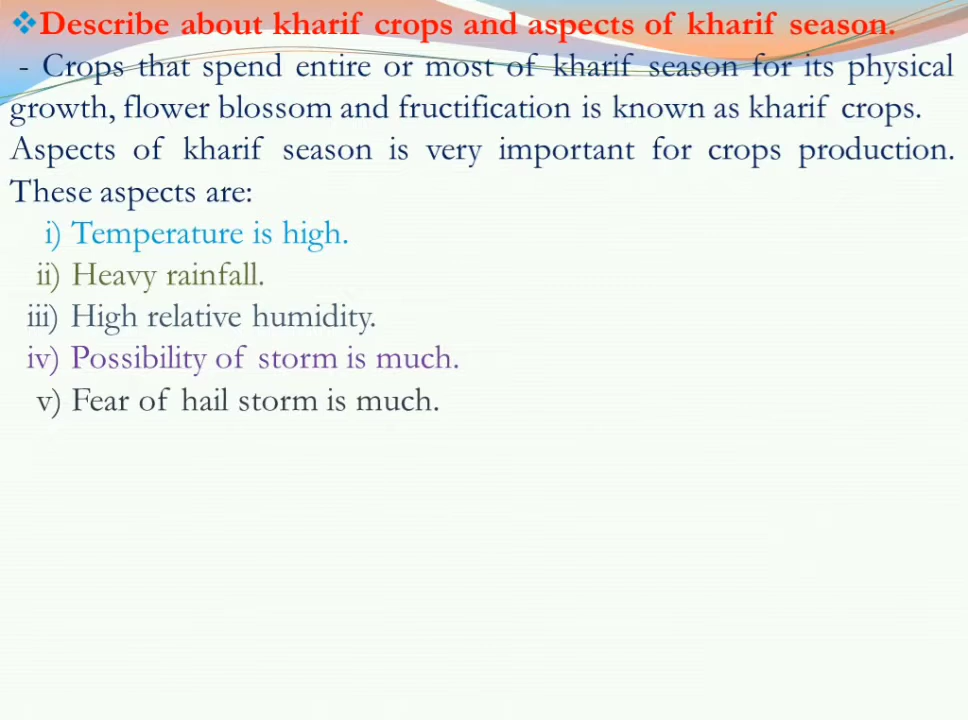 ❖Describe about kharif crops and aspects of kharif season.
- Crops that spend entire or most of kharif season for its physical
growth, flower blossom and fructification is known as kharif crops.
Aspects of kharif season is very important for crops production.
These aspects are:
i) Temperature is high.
ii) Heavy rainfall.
iii) High relative humidity.
iv) Possibility of storm is much.
v) Fear of hail storm is much.